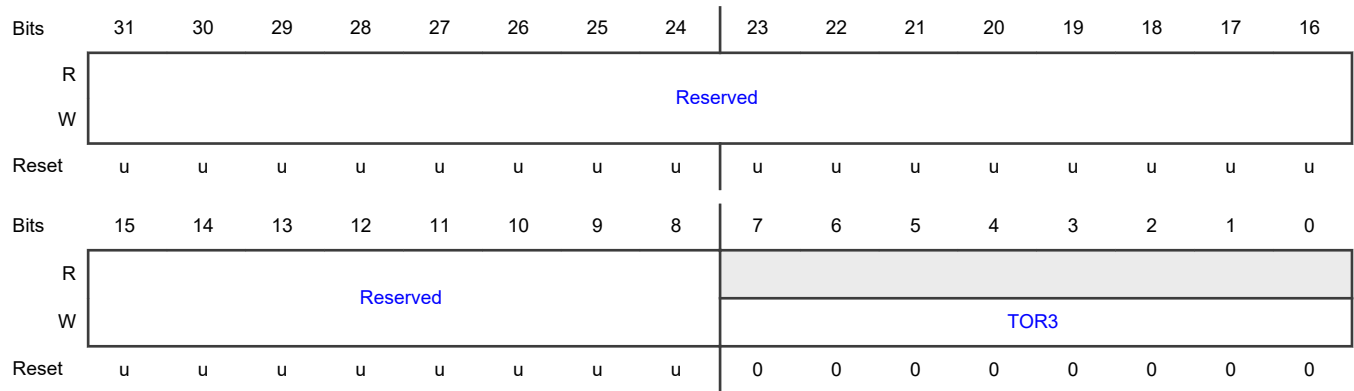 Bits 31 30 29 28 27 26 25 24 23 22 21 20 19 18 17 16
R
Reserved
W
Reset u u u u u u u u u u u u u u u u
Bits 15 14 13 12 11 10 9 8 7 6 5 4 3 2 1 0
R
Reserved
W TOR3
Reset u u u u u u u u 0 0 0 0 0 0 0 0